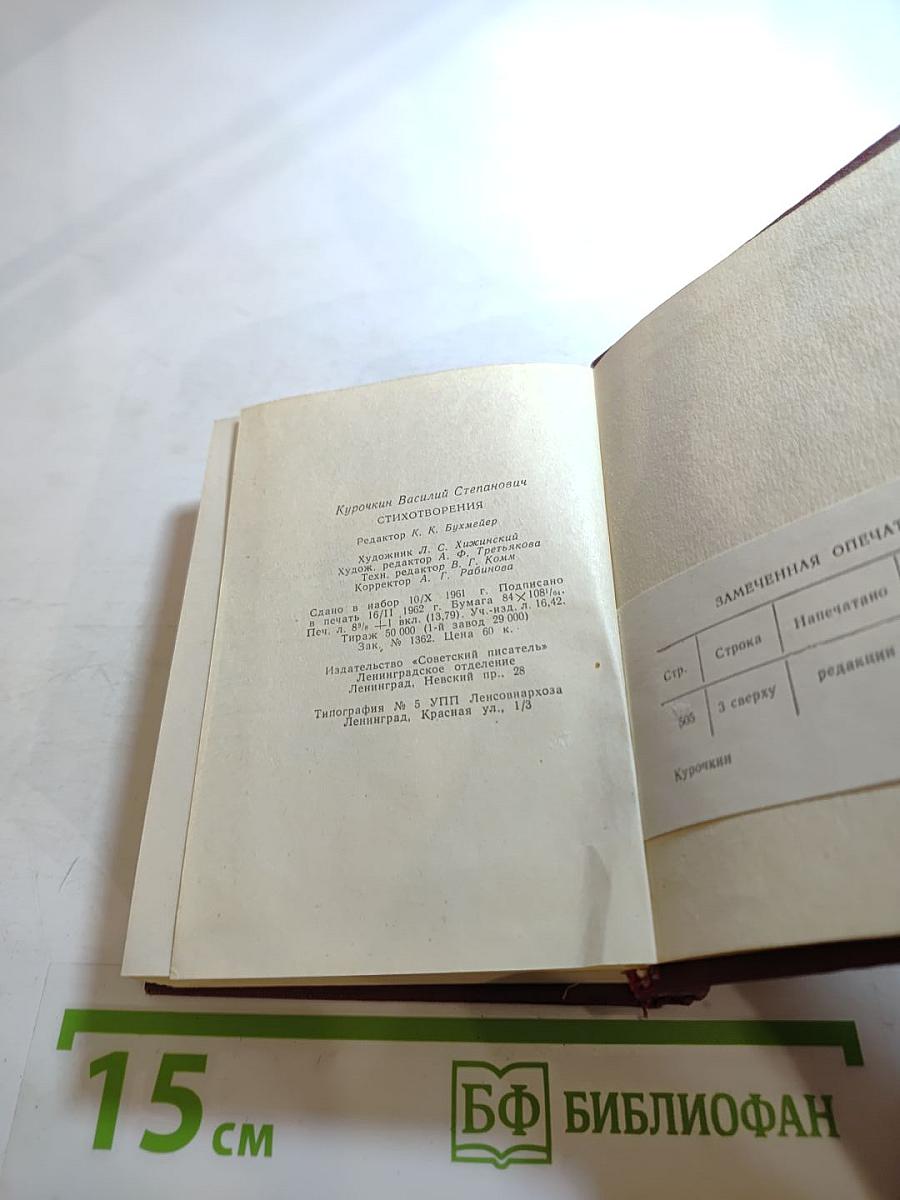 Курочкин Василий Степанович
СТИХОТВОРЕНИЯ
Редактор К. К. Бухмейер
Художник Л. С. Хижинский
Худож. редактор А. Ф. Третьякова
Техн. редактор В. Г. Комм
Корректор А. Г. Рабинова
Сдано в набор 10/X 1961 г. Подписано
в печать 16/II 1962 г. Бумага 84×108¹/₆₄.
Печ. л. 8³/₈ +1 вкл. (13,79). Уч.-изд. л. 16,42.
Тираж 50 000 (1-й завод 29 000)
Зак. № 1362. Цена 60 к.
Издательство «Советский писатель»
Ленинградское отделение
Ленинград, Невский пр., 28
Типография № 5 УПП Ленсовнархоза
Ленинград, Красная ул., 1/3
ЗАМЕЧЕННАЯ ОПЕЧАТ
Стр. Строка Напечатано
505 3 сверху редакции
Курочкин
15 см
БФ БИБЛИОФАН